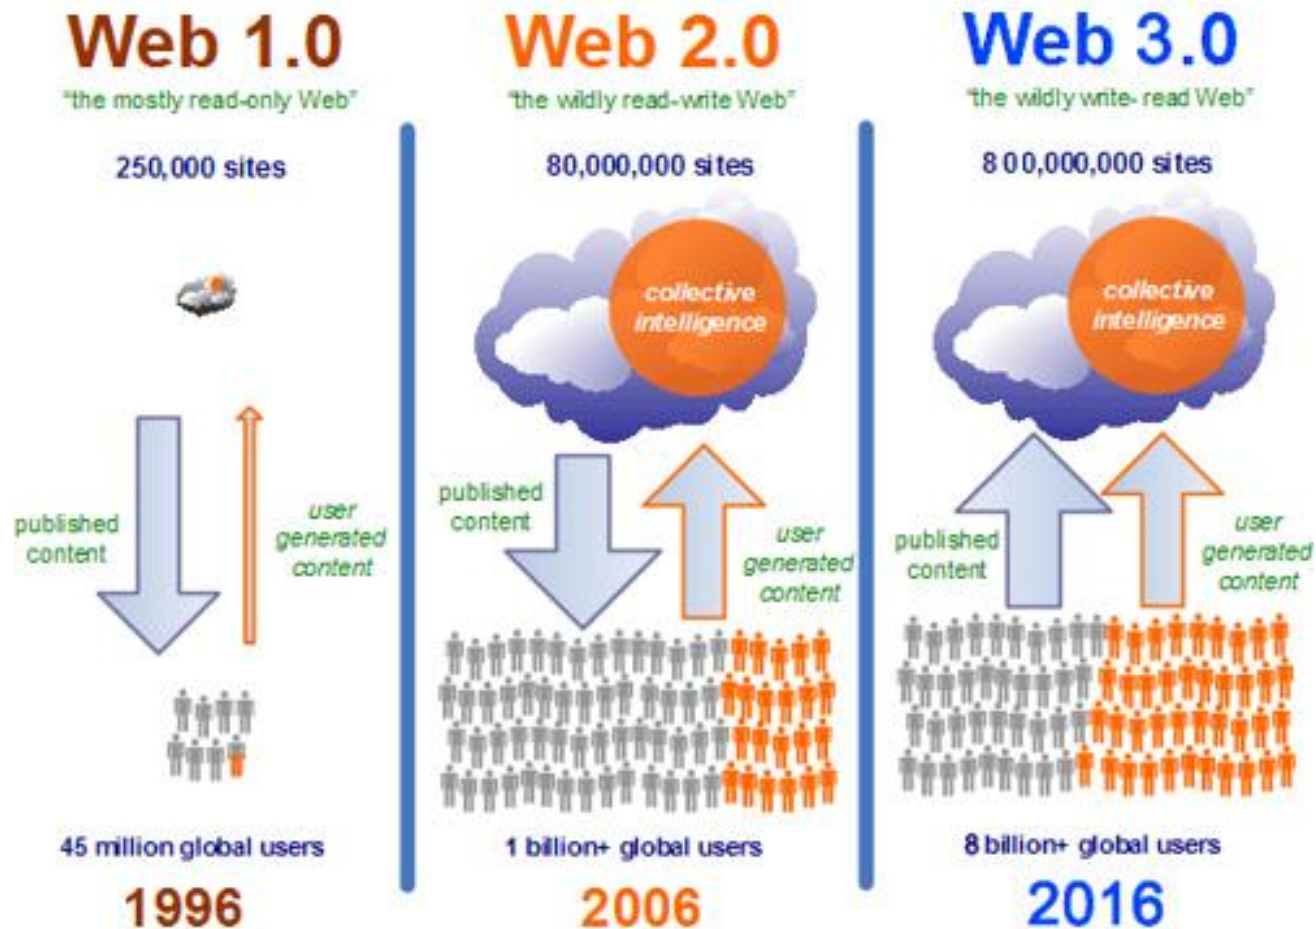 Web 1.0
"the mostly read-only Web"
250,000 sites
published
content
user
generated
content
45 million global users
1996
Web 2.0
"the wildly read-write Web"
80,000,000 sites
collective
intelligence
published
content
user
generated
content
1 billion+ global users
2006
Web 3.0
"the wildly write- read Web"
800,000,000 sites
collective
intelligence
published
content
user
generated
content
8 billion+ global users
2016